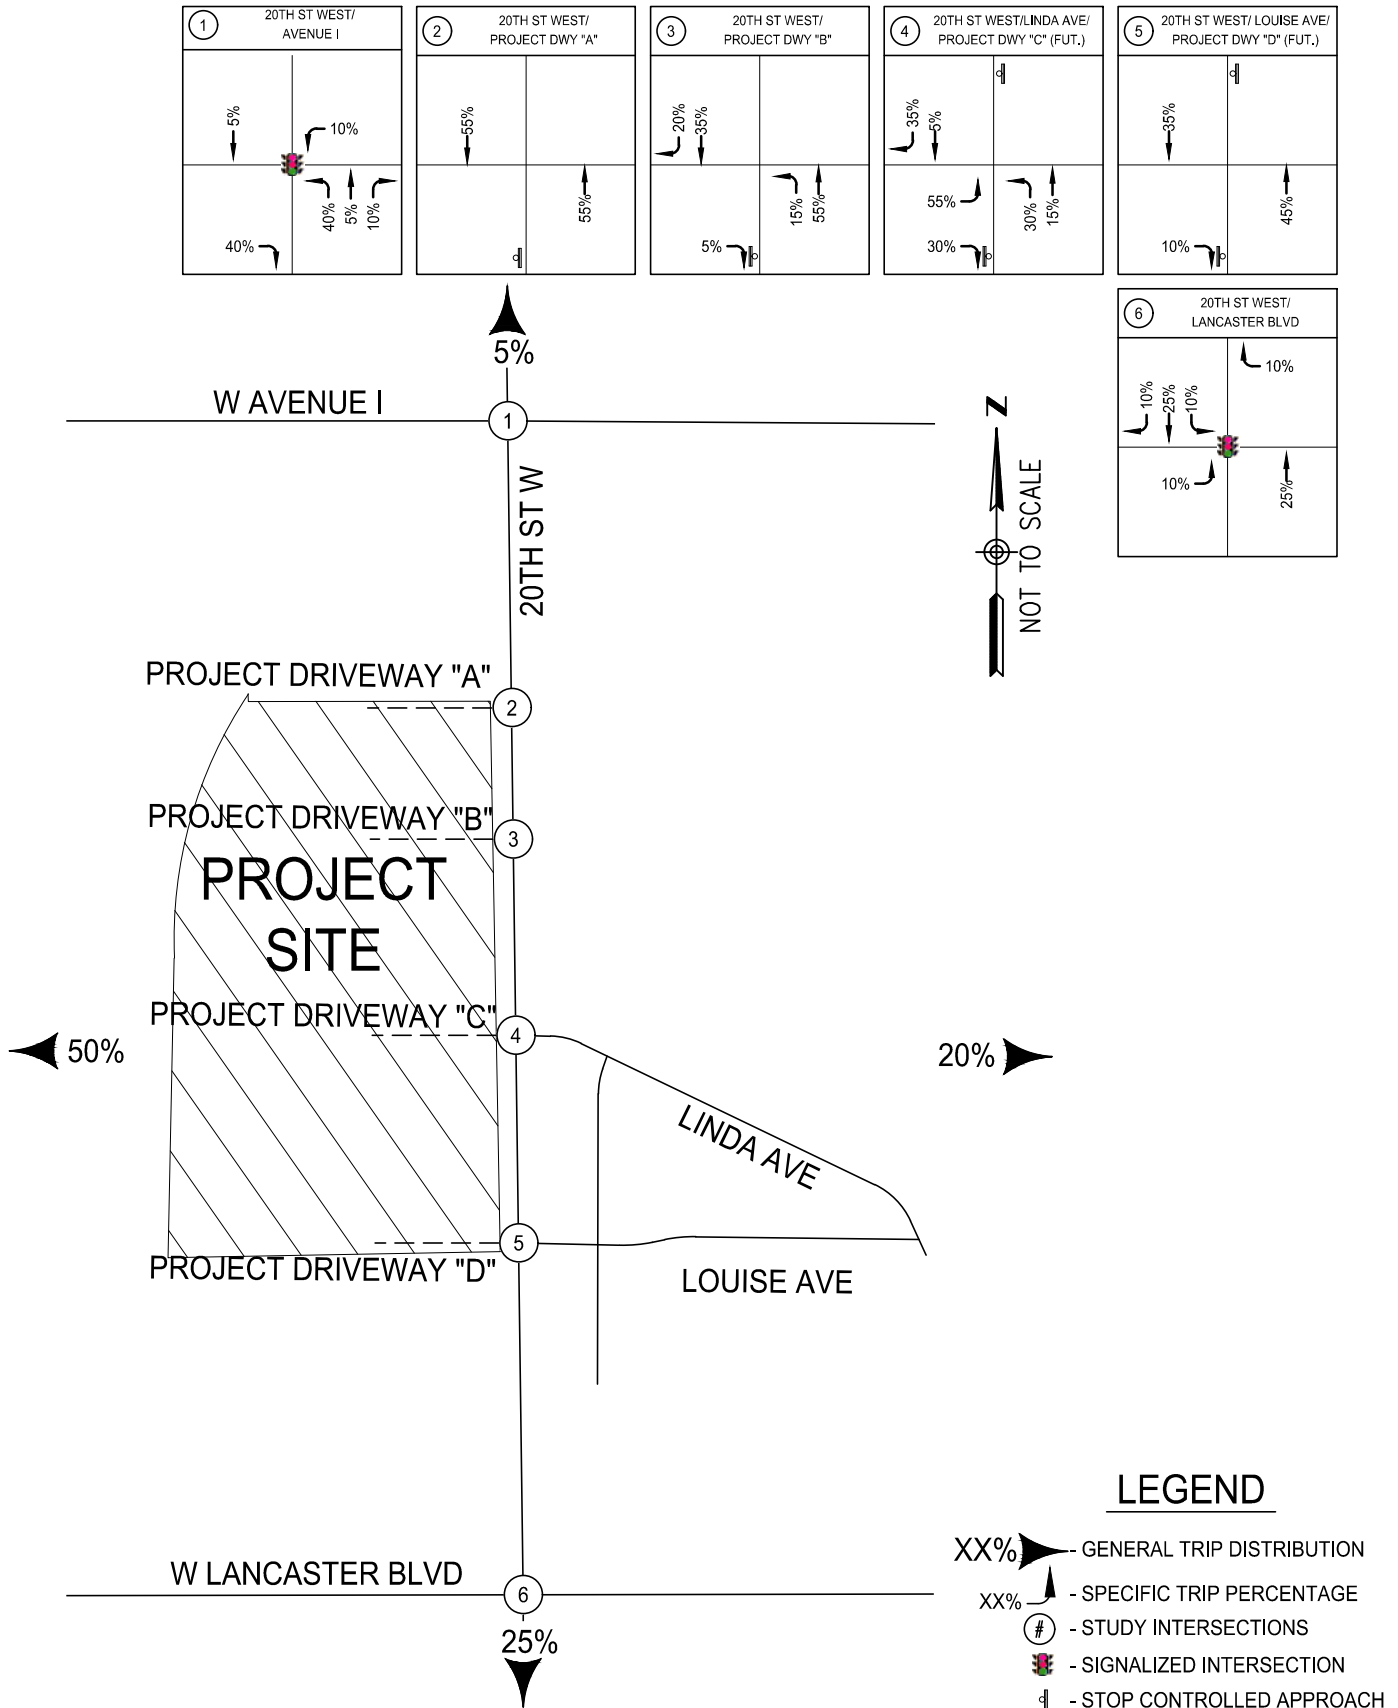 1
20TH ST WEST/
AVENUE I
5%
10%
40%
5%
10%
40%
2
20TH ST WEST/
PROJECT DWY "A"
55%
55%
3
20TH ST WEST/
PROJECT DWY "B"
20%
35%
15%
55%
5%
4
20TH ST WEST/LINDA AVE/
PROJECT DWY "C" (FUT.)
35%
5%
55%
30%
15%
30%
5
20TH ST WEST/ LOUISE AVE/
PROJECT DWY "D" (FUT.)
35%
45%
10%
6
20TH ST WEST/
LANCASTER BLVD
10%
10%
25%
10%
10%
25%
5%
W AVENUE I
1
20TH ST W
N
NOT TO SCALE
PROJECT DRIVEWAY "A"
2
PROJECT DRIVEWAY "B"
3
PROJECT
SITE
PROJECT DRIVEWAY "C"
4
50%
20%
LINDA AVE
5
PROJECT DRIVEWAY "D"
LOUISE AVE
W LANCASTER BLVD
6
25%
LEGEND
XX% - GENERAL TRIP DISTRIBUTION
XX% - SPECIFIC TRIP PERCENTAGE
# - STUDY INTERSECTIONS
- SIGNALIZED INTERSECTION
- STOP CONTROLLED APPROACH